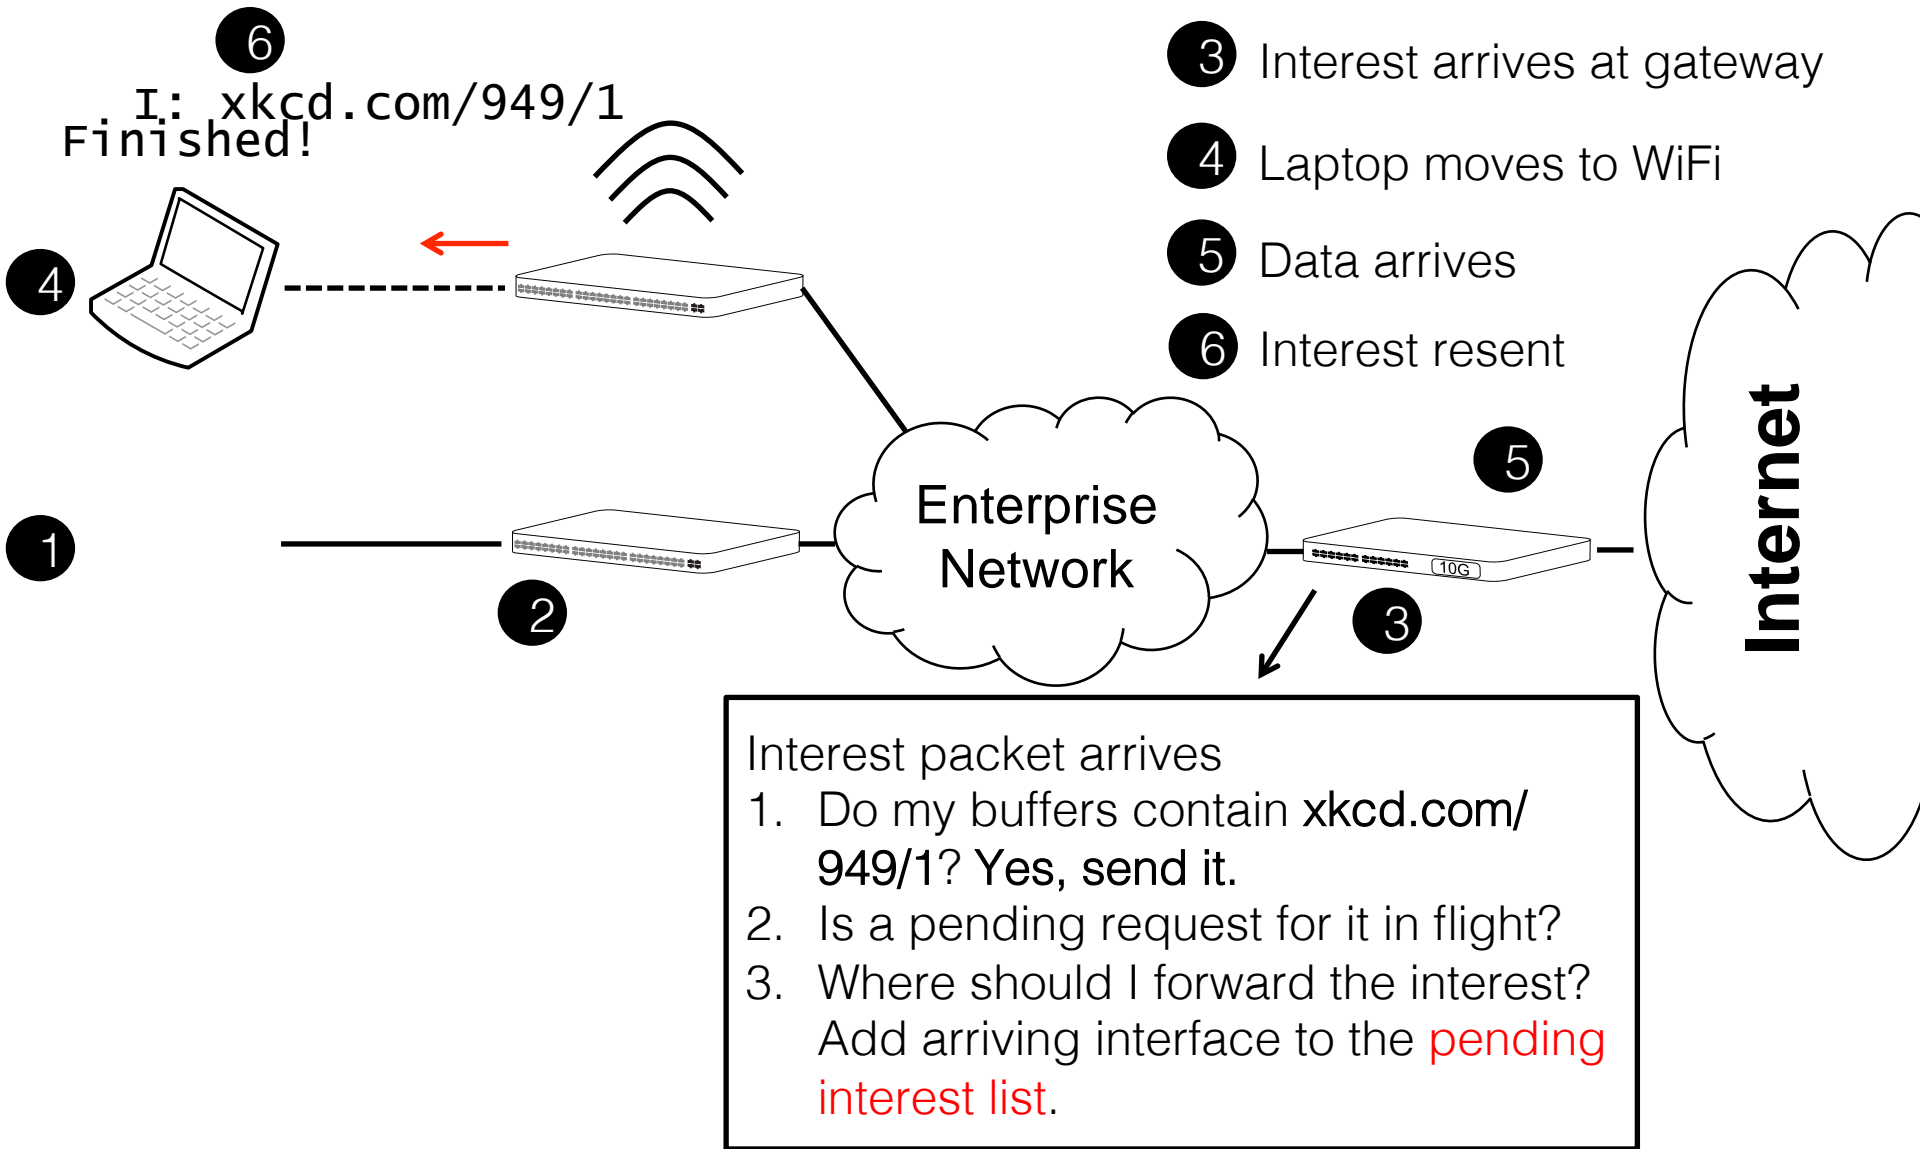 6
I: xkcd.com/949/1
Finished!
3 Interest arrives at gateway
4 Laptop moves to WiFi
5 Data arrives
6 Interest resent
4
1
2
Enterprise
Network
5
10G
3
Internet
Interest packet arrives
1. Do my buffers contain xkcd.com/
949/1? Yes, send it.
2. Is a pending request for it in flight?
3. Where should I forward the interest?
Add arriving interface to the pending
interest list.